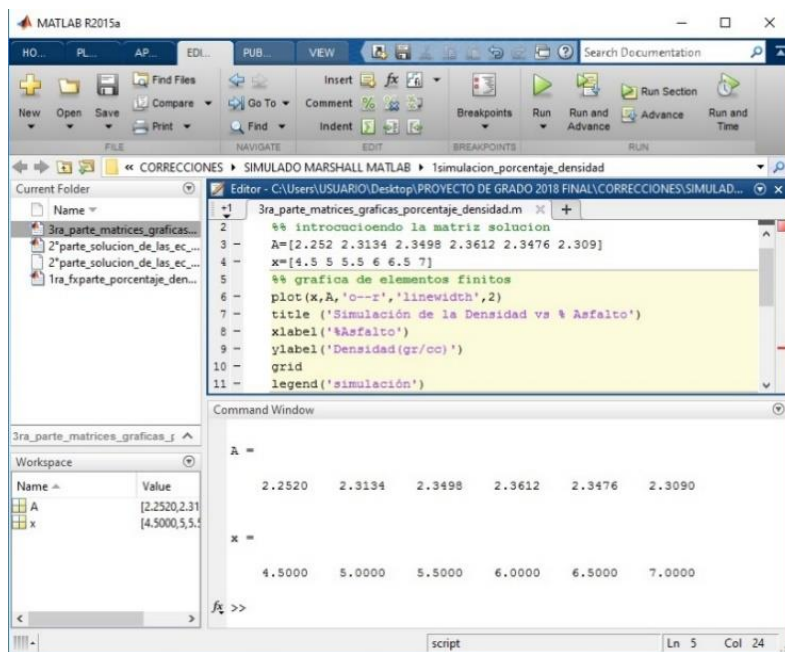 MATLAB R2015a
HO... PL... AP... EDI... PUB... VIEW Search Documentation
New Open Save Find Files Compare Print
FILE
Go To Find
NAVIGATE
Insert fx
Comment
Indent
EDIT
Breakpoints
BREAKPOINTS
Run Run and Advance Run Section Advance Run and Time
RUN
« CORRECCIONES ▸ SIMULADO MARSHALL MATLAB ▸ 1simulacion_porcentaje_densidad
Current Folder
Name
3ra_parte_matrices_graficas...
2°parte_solucion_de_las_ec_...
2°parte_solucion_de_las_ec_...
1ra_fxparte_porcentaje_den...
3ra_parte_matrices_graficas_p
Workspace
Name Value
A [2.2520,2.31
x [4.5000,5,5.5
Editor - C:\Users\USUARIO\Desktop\PROYECTO DE GRADO 2018 FINAL\CORRECCIONES\SIMULAD...
+1 3ra_parte_matrices_graficas_porcentaje_densidad.m × +
2 %% introcucioendo la matriz solucion
3 - A=[2.252 2.3134 2.3498 2.3612 2.3476 2.309]
4 - x=[4.5 5 5.5 6 6.5 7]
5 %% grafica de elementos finitos
6 - plot(x,A,'o--r','linewidth',2)
7 - title ('Simulación de la Densidad vs % Asfalto')
8 - xlabel('%Asfalto')
9 - ylabel('Densidad(gr/cc)')
10 - grid
11 - legend('simulación')
Command Window
A =
2.2520 2.3134 2.3498 2.3612 2.3476 2.3090
x =
4.5000 5.0000 5.5000 6.0000 6.5000 7.0000
fx >>
script Ln 5 Col 24